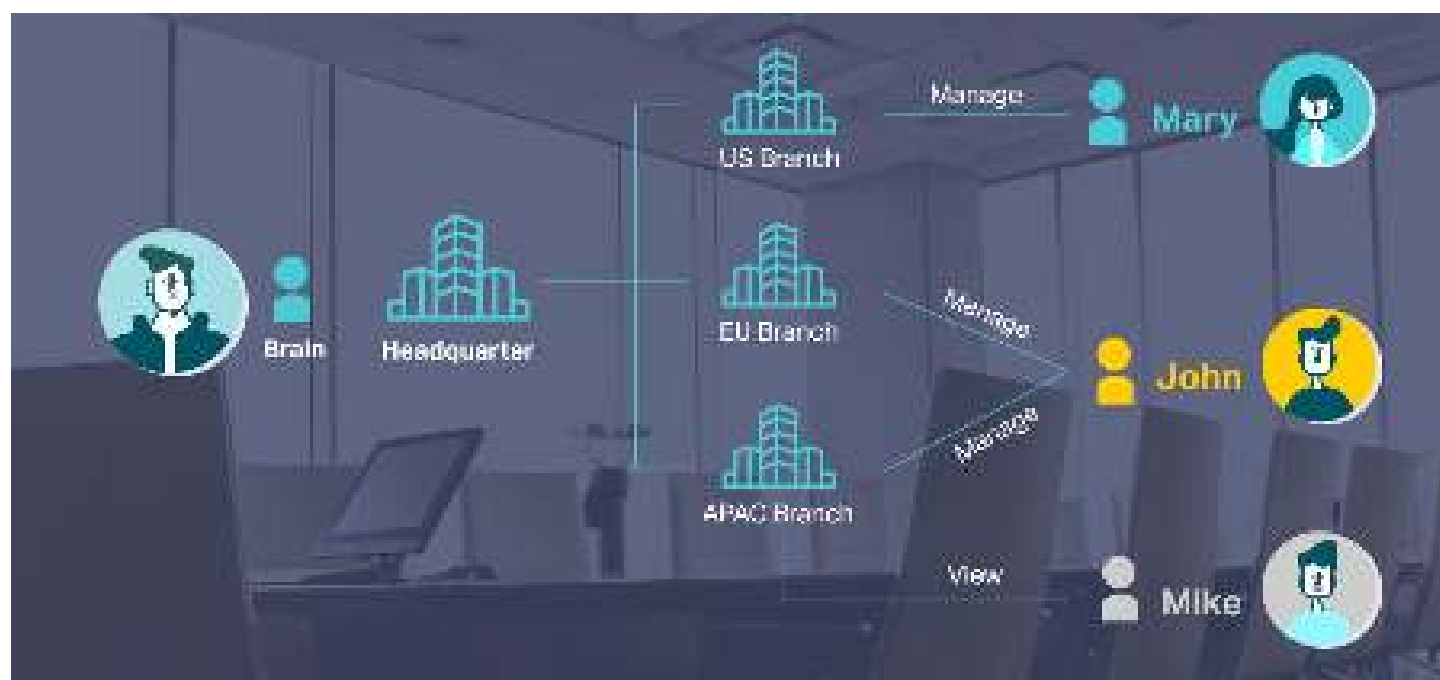 Manage
Mary
US Branch
Brain
Headquarter
EU Branch
Manage
John
Manage
APAC Branch
View
Mike